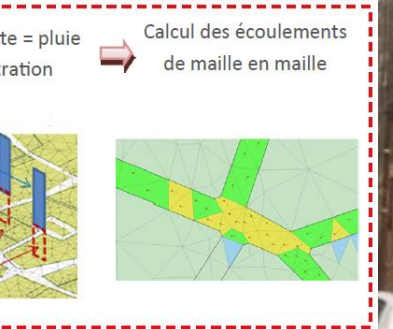 te = pluie
tration
Calcul des écoulements
de maille en maille